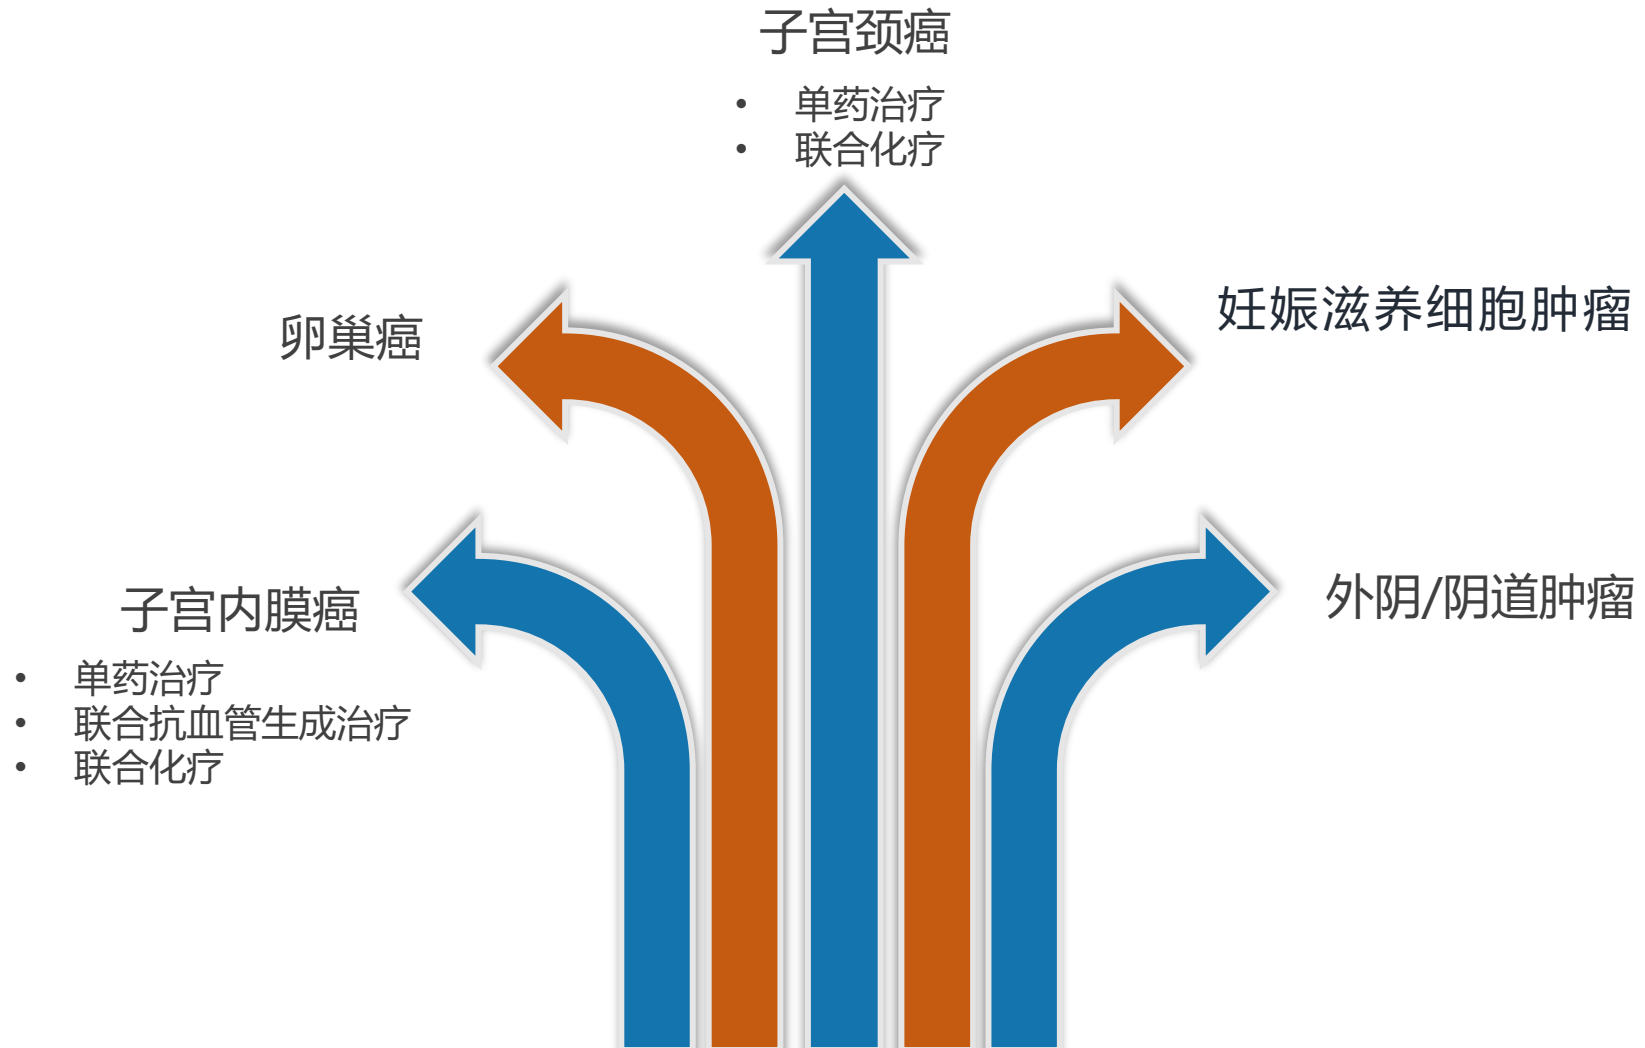 子宫颈癌
• 单药治疗
• 联合化疗
卵巢癌
妊娠滋养细胞肿瘤
子宫内膜癌
• 单药治疗
• 联合抗血管生成治疗
• 联合化疗
外阴/阴道肿瘤